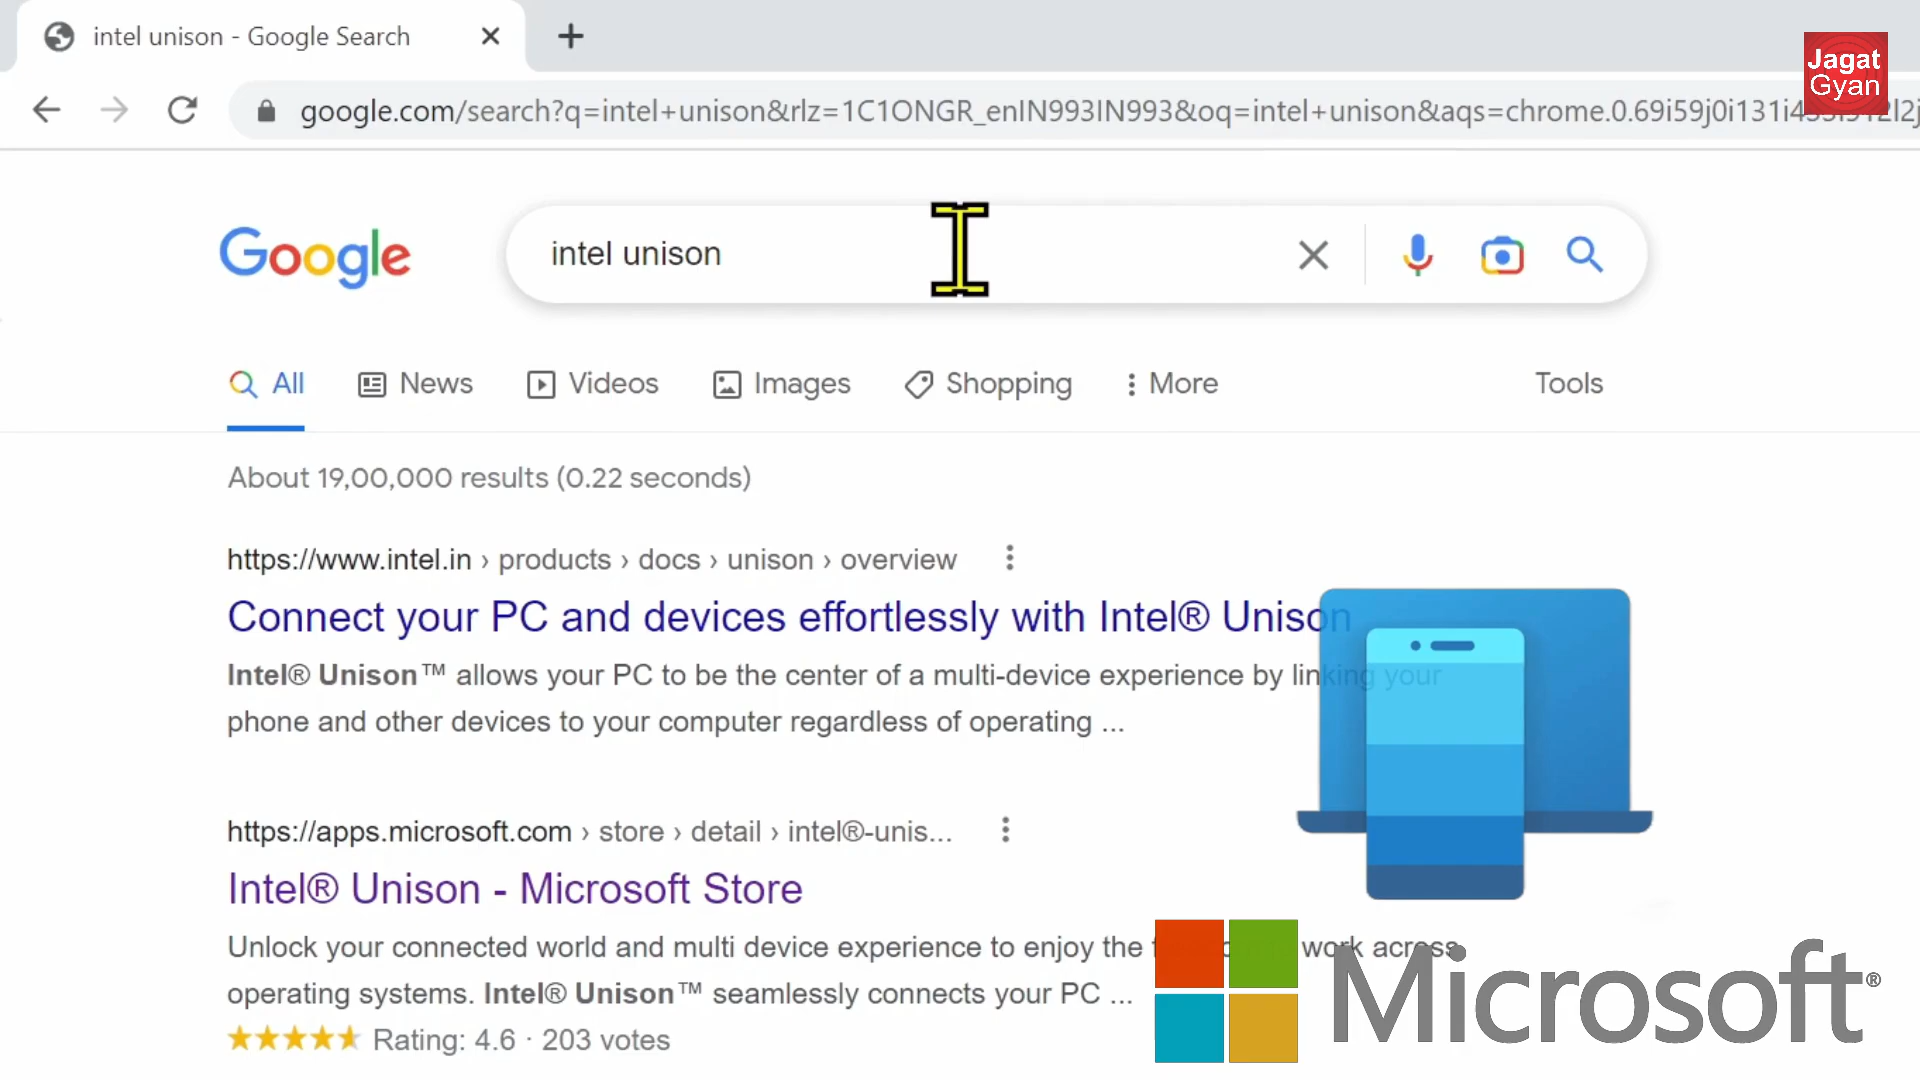 intel unison - Google Search
Jagat
Gyan
google.com/search?q=intel+unison&rlz=1C1ONGR_enIN993IN993&oq=intel+unison&aqs=chrome.0.69i59j0i131i4
Google
intel unison
All
News
Videos
Images
Shopping
More
Tools
About 19,00,000 results (0.22 seconds)
https://www.intel.in › products › docs › unison › overview
Connect your PC and devices effortlessly with Intel® Unison
Intel® Unison™ allows your PC to be the center of a multi-device experience by linking your
phone and other devices to your computer regardless of operating ...
https://apps.microsoft.com › store › detail › intel®-unis...
Intel® Unison - Microsoft Store
Unlock your connected world and multi device experience to enjoy the work across
operating systems. Intel® Unison™ seamlessly connects your PC ...
Rating: 4.6 · 203 votes
Microsoft®